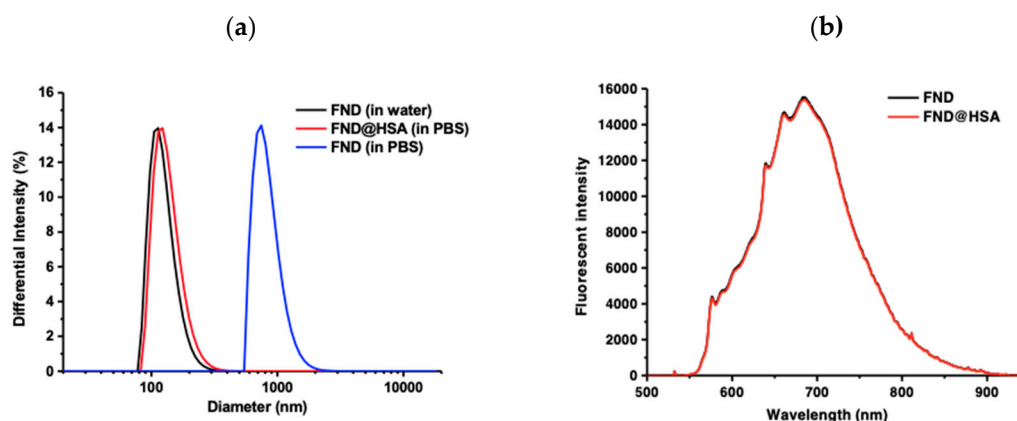 (a)
(b)
FND (in water)
FND@HSA (in PBS)
FND (in PBS)
Differential Intensity (%)
16
14
12
10
8
6
4
2
0
100
1000
10000
Diameter (nm)
FND
FND@HSA
Fluorescent intensity
16000
14000
12000
10000
8000
6000
4000
2000
0
500
600
700
800
900
Wavelength (nm)